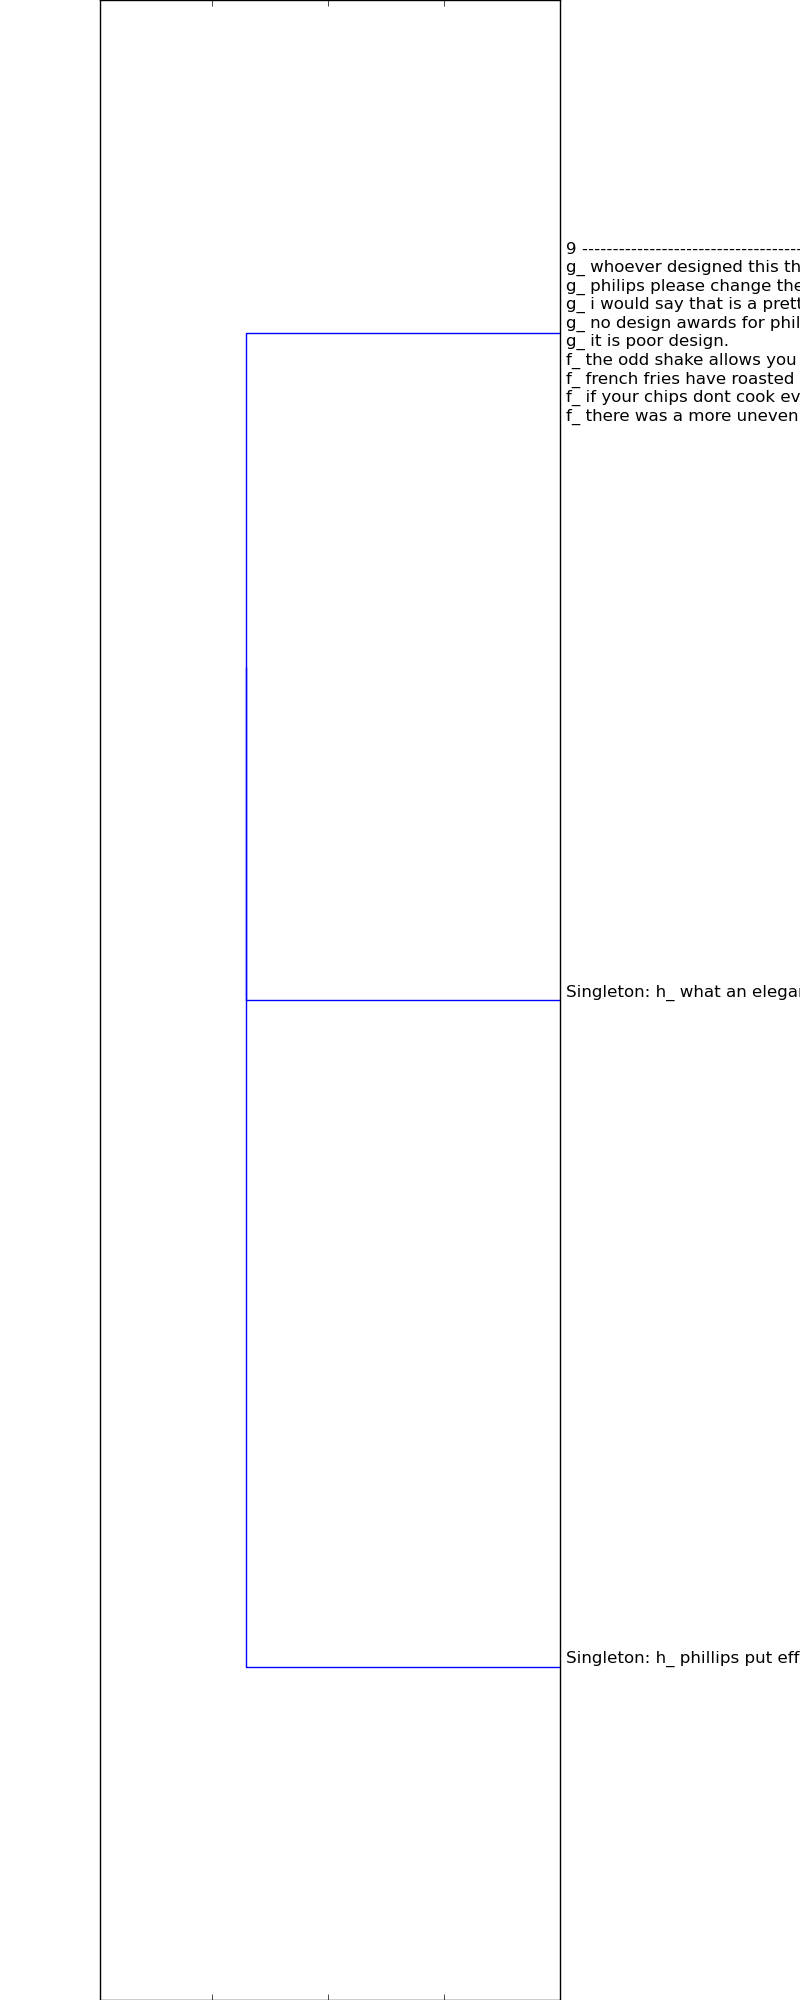 9 -----------------------------------
g_ whoever designed this th
g_ philips please change the
g_ i would say that is a prett
g_ no design awards for phil
g_ it is poor design.
f_ the odd shake allows you
f_ french fries have roasted
f_ if your chips dont cook ev
f_ there was a more uneven
Singleton: h_ what an elega
Singleton: h_ phillips put eff